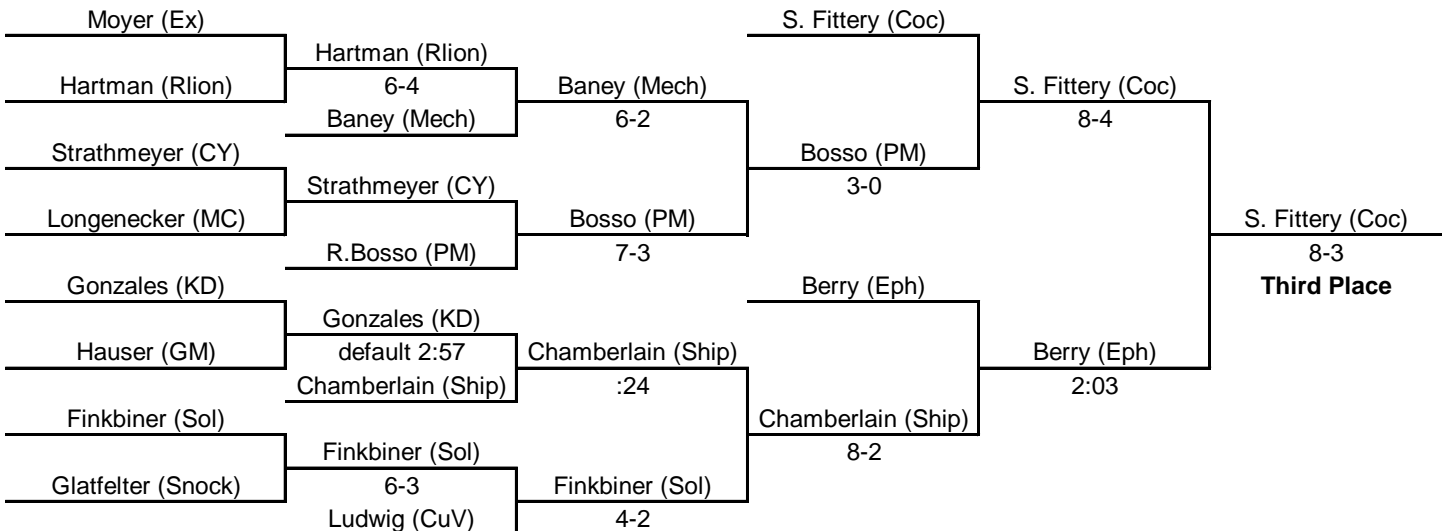 Moyer (Ex)
S. Fittery (Coc)
Hartman (Rlion)
Hartman (Rlion)
6-4
Baney (Mech)
S. Fittery (Coc)
Baney (Mech)
6-2
8-4
Strathmeyer (CY)
Bosso (PM)
Strathmeyer (CY)
3-0
Longenecker (MC)
Bosso (PM)
S. Fittery (Coc)
R.Bosso (PM)
7-3
8-3
Gonzales (KD)
Berry (Eph)
Third Place
Gonzales (KD)
Hauser (GM)
default 2:57
Chamberlain (Ship)
Berry (Eph)
Chamberlain (Ship)
:24
2:03
Finkbiner (Sol)
Chamberlain (Ship)
Finkbiner (Sol)
8-2
Glatfelter (Snock)
6-3
Finkbiner (Sol)
Ludwig (CuV)
4-2